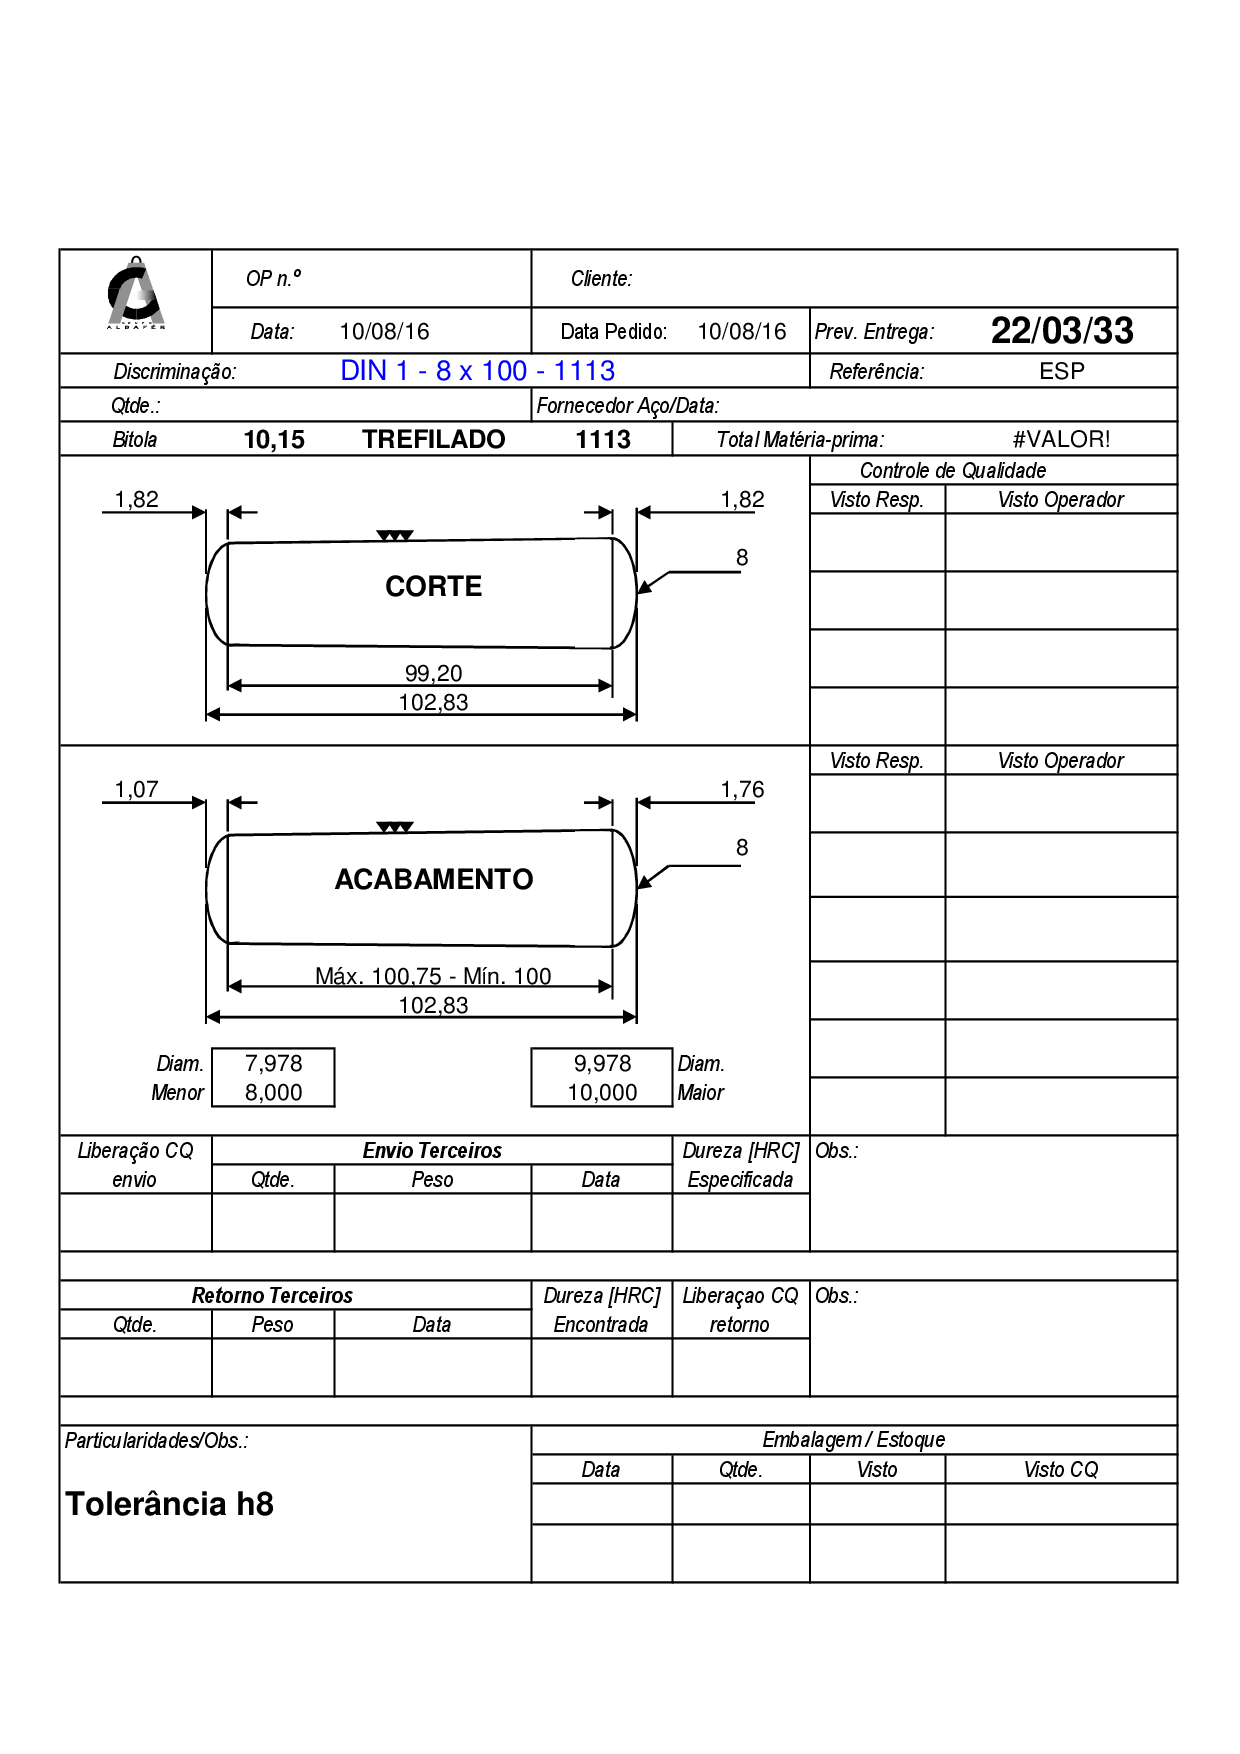 GRUPO
ALBAFÉR
OP n.º Cliente:
Data: 10/08/16 Data Pedido: 10/08/16 Prev. Entrega: 22/03/33
Discriminação: DIN 1 - 8 x 100 - 1113 Referência: ESP
Qtde.: Fornecedor Aço/Data:
Bitola 10,15 TREFILADO 1113 Total Matéria-prima: #VALOR!
Controle de Qualidade
Visto Resp. Visto Operador
1,82 1,82
8
CORTE
99,20
102,83
Visto Resp. Visto Operador
1,07 1,76
8
ACABAMENTO
Máx. 100,75 - Mín. 100
102,83
Diam. 7,978 9,978 Diam.
Menor 8,000 10,000 Maior
Liberação CQ Envio Terceiros Dureza [HRC] Obs.:
envio Qtde. Peso Data Especificada
Retorno Terceiros Dureza [HRC] Liberaçao CQ Obs.:
Qtde. Peso Data Encontrada retorno
Particularidades/Obs.: Embalagem / Estoque
Data Qtde. Visto Visto CQ
Tolerância h8